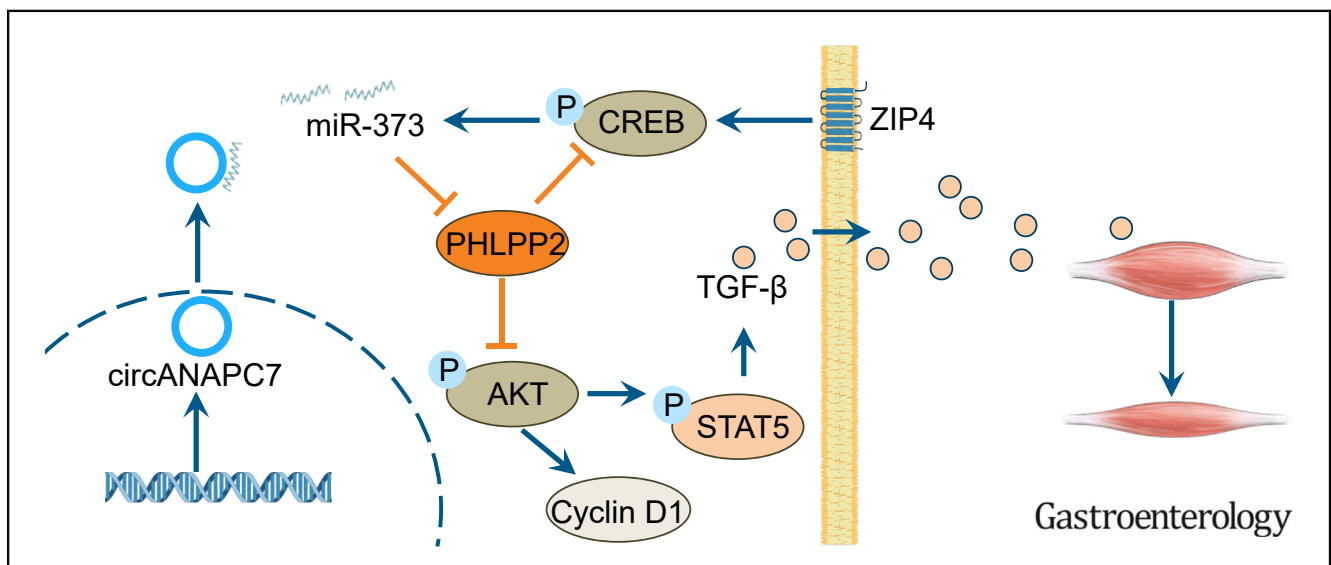 miR-373
P
CREB
ZIP4
PHLPP2
TGF-β
circANAPC7
P
AKT
P
STAT5
Cyclin D1
Gastroenterology